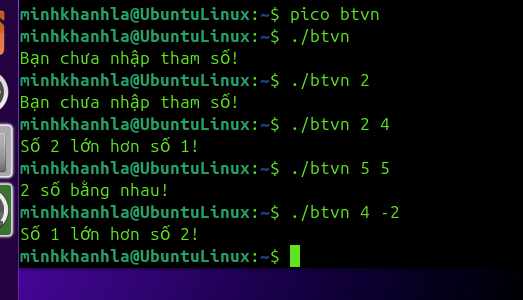 minhkhanhla@UbuntuLinux:~$ pico btvn
minhkhanhla@UbuntuLinux:~$ ./btvn
Bạn chưa nhập tham số!
minhkhanhla@UbuntuLinux:~$ ./btvn 2
Bạn chưa nhập tham số!
minhkhanhla@UbuntuLinux:~$ ./btvn 2 4
Số 2 lớn hơn số 1!
minhkhanhla@UbuntuLinux:~$ ./btvn 5 5
2 số bằng nhau!
minhkhanhla@UbuntuLinux:~$ ./btvn 4 -2
Số 1 lớn hơn số 2!
minhkhanhla@UbuntuLinux:~$